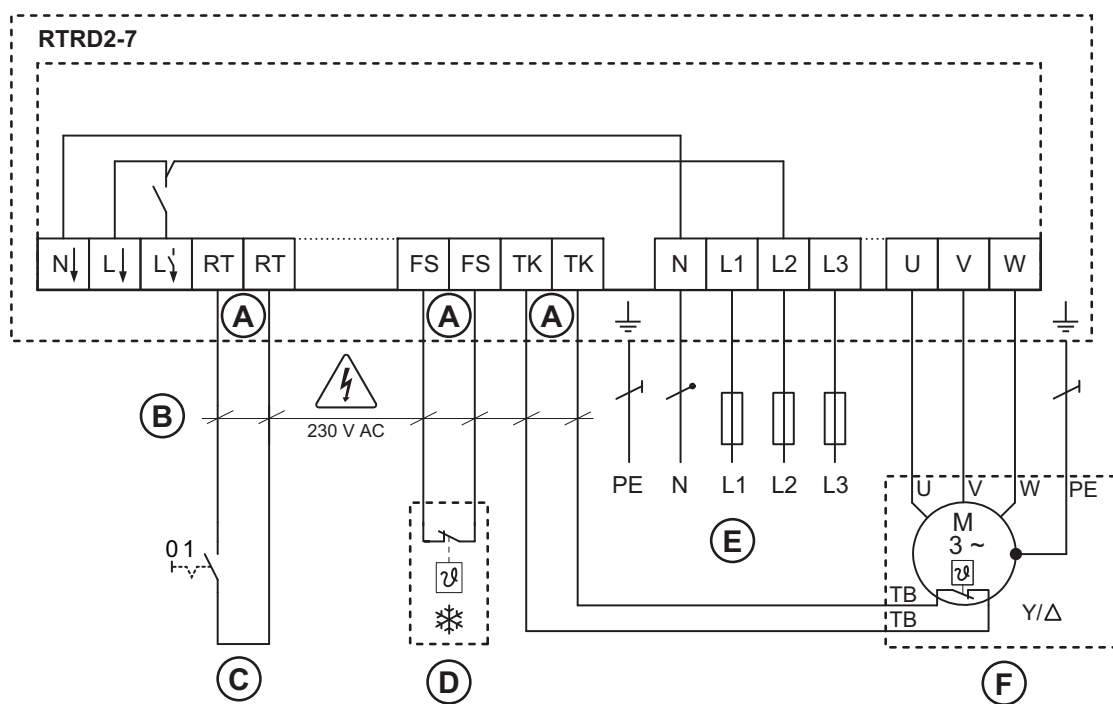 RTRD2-7
N L L RT RT FS FS TK TK N L1 L2 L3 U V W
A A A
B
230 V AC
PE N L1 L2 L3 U V W PE
E
M
3 ~
0 1
ϑ ϑ
TB
TB
Y/Δ
C D F